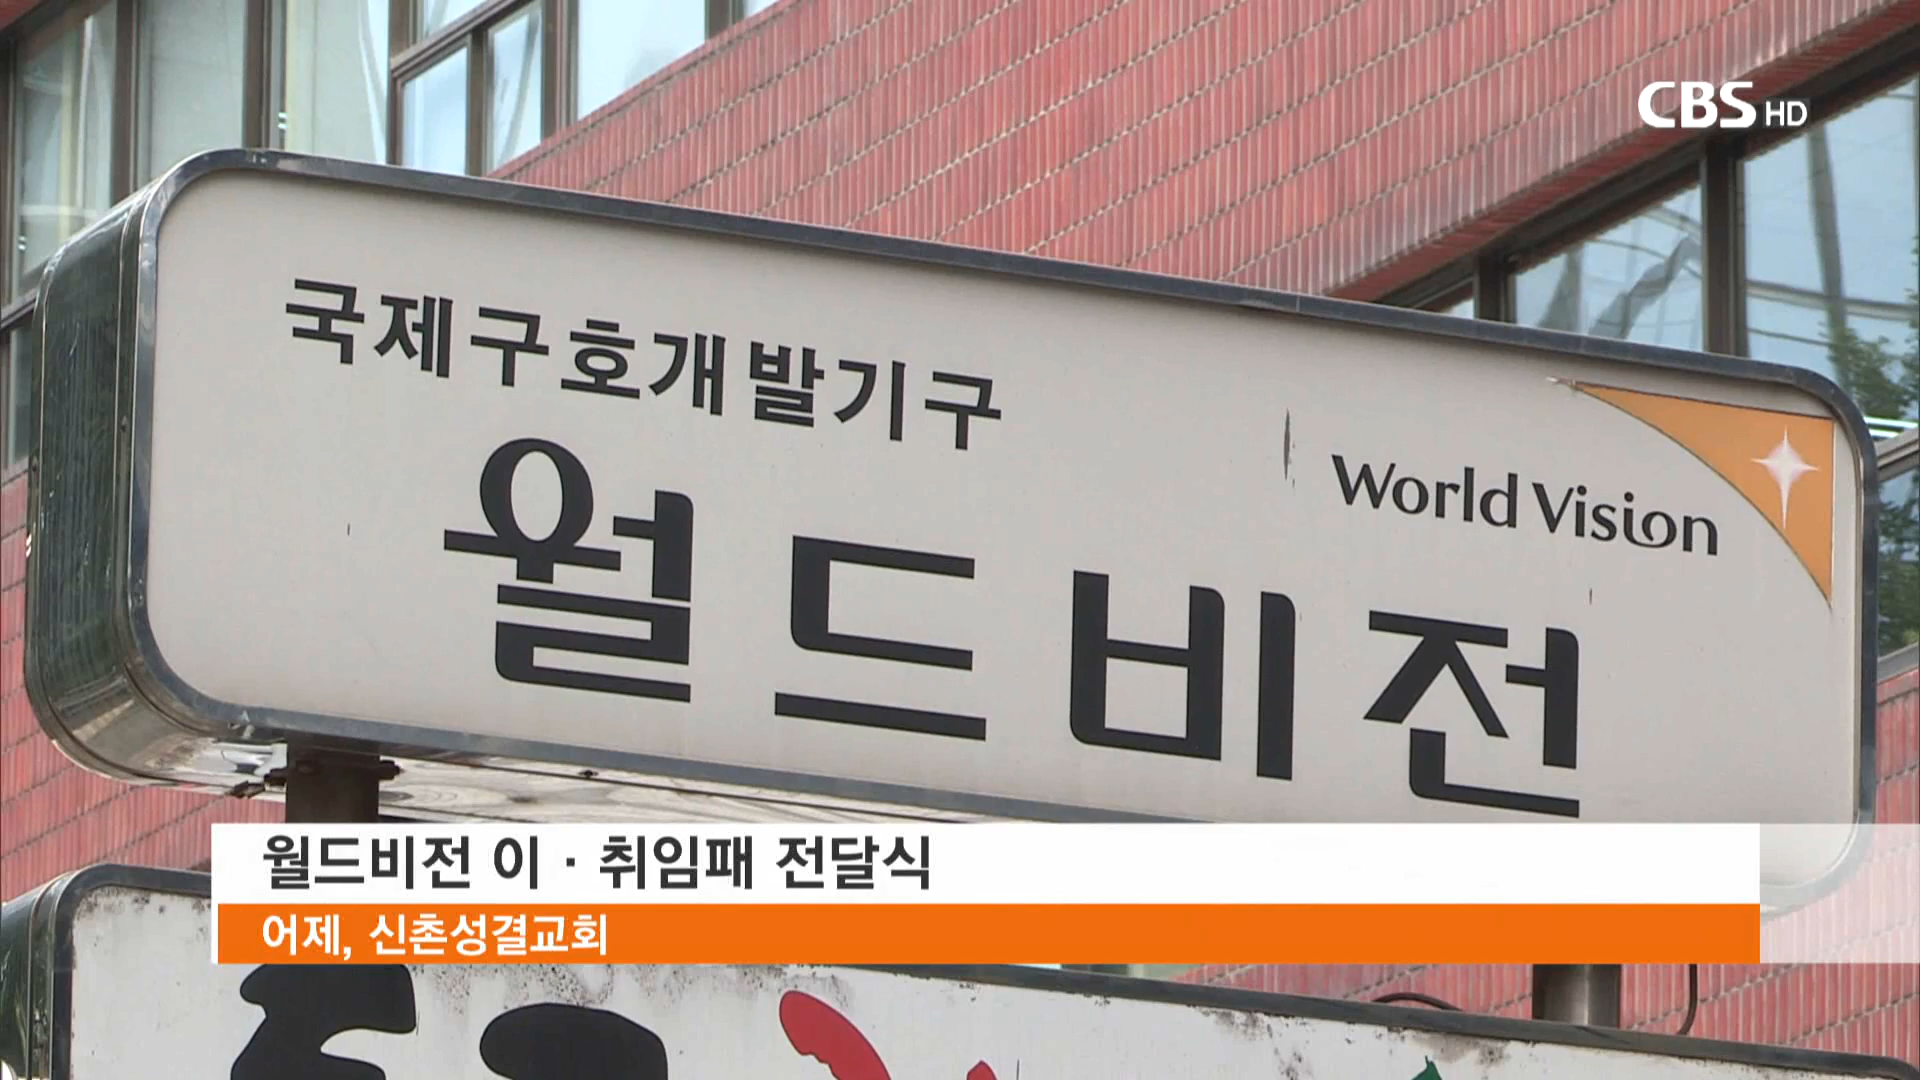 CBS HD
국제구호개발기구
World Vision
월드비전
월드비전 이 · 취임패 전달식
어제, 신촌성결교회